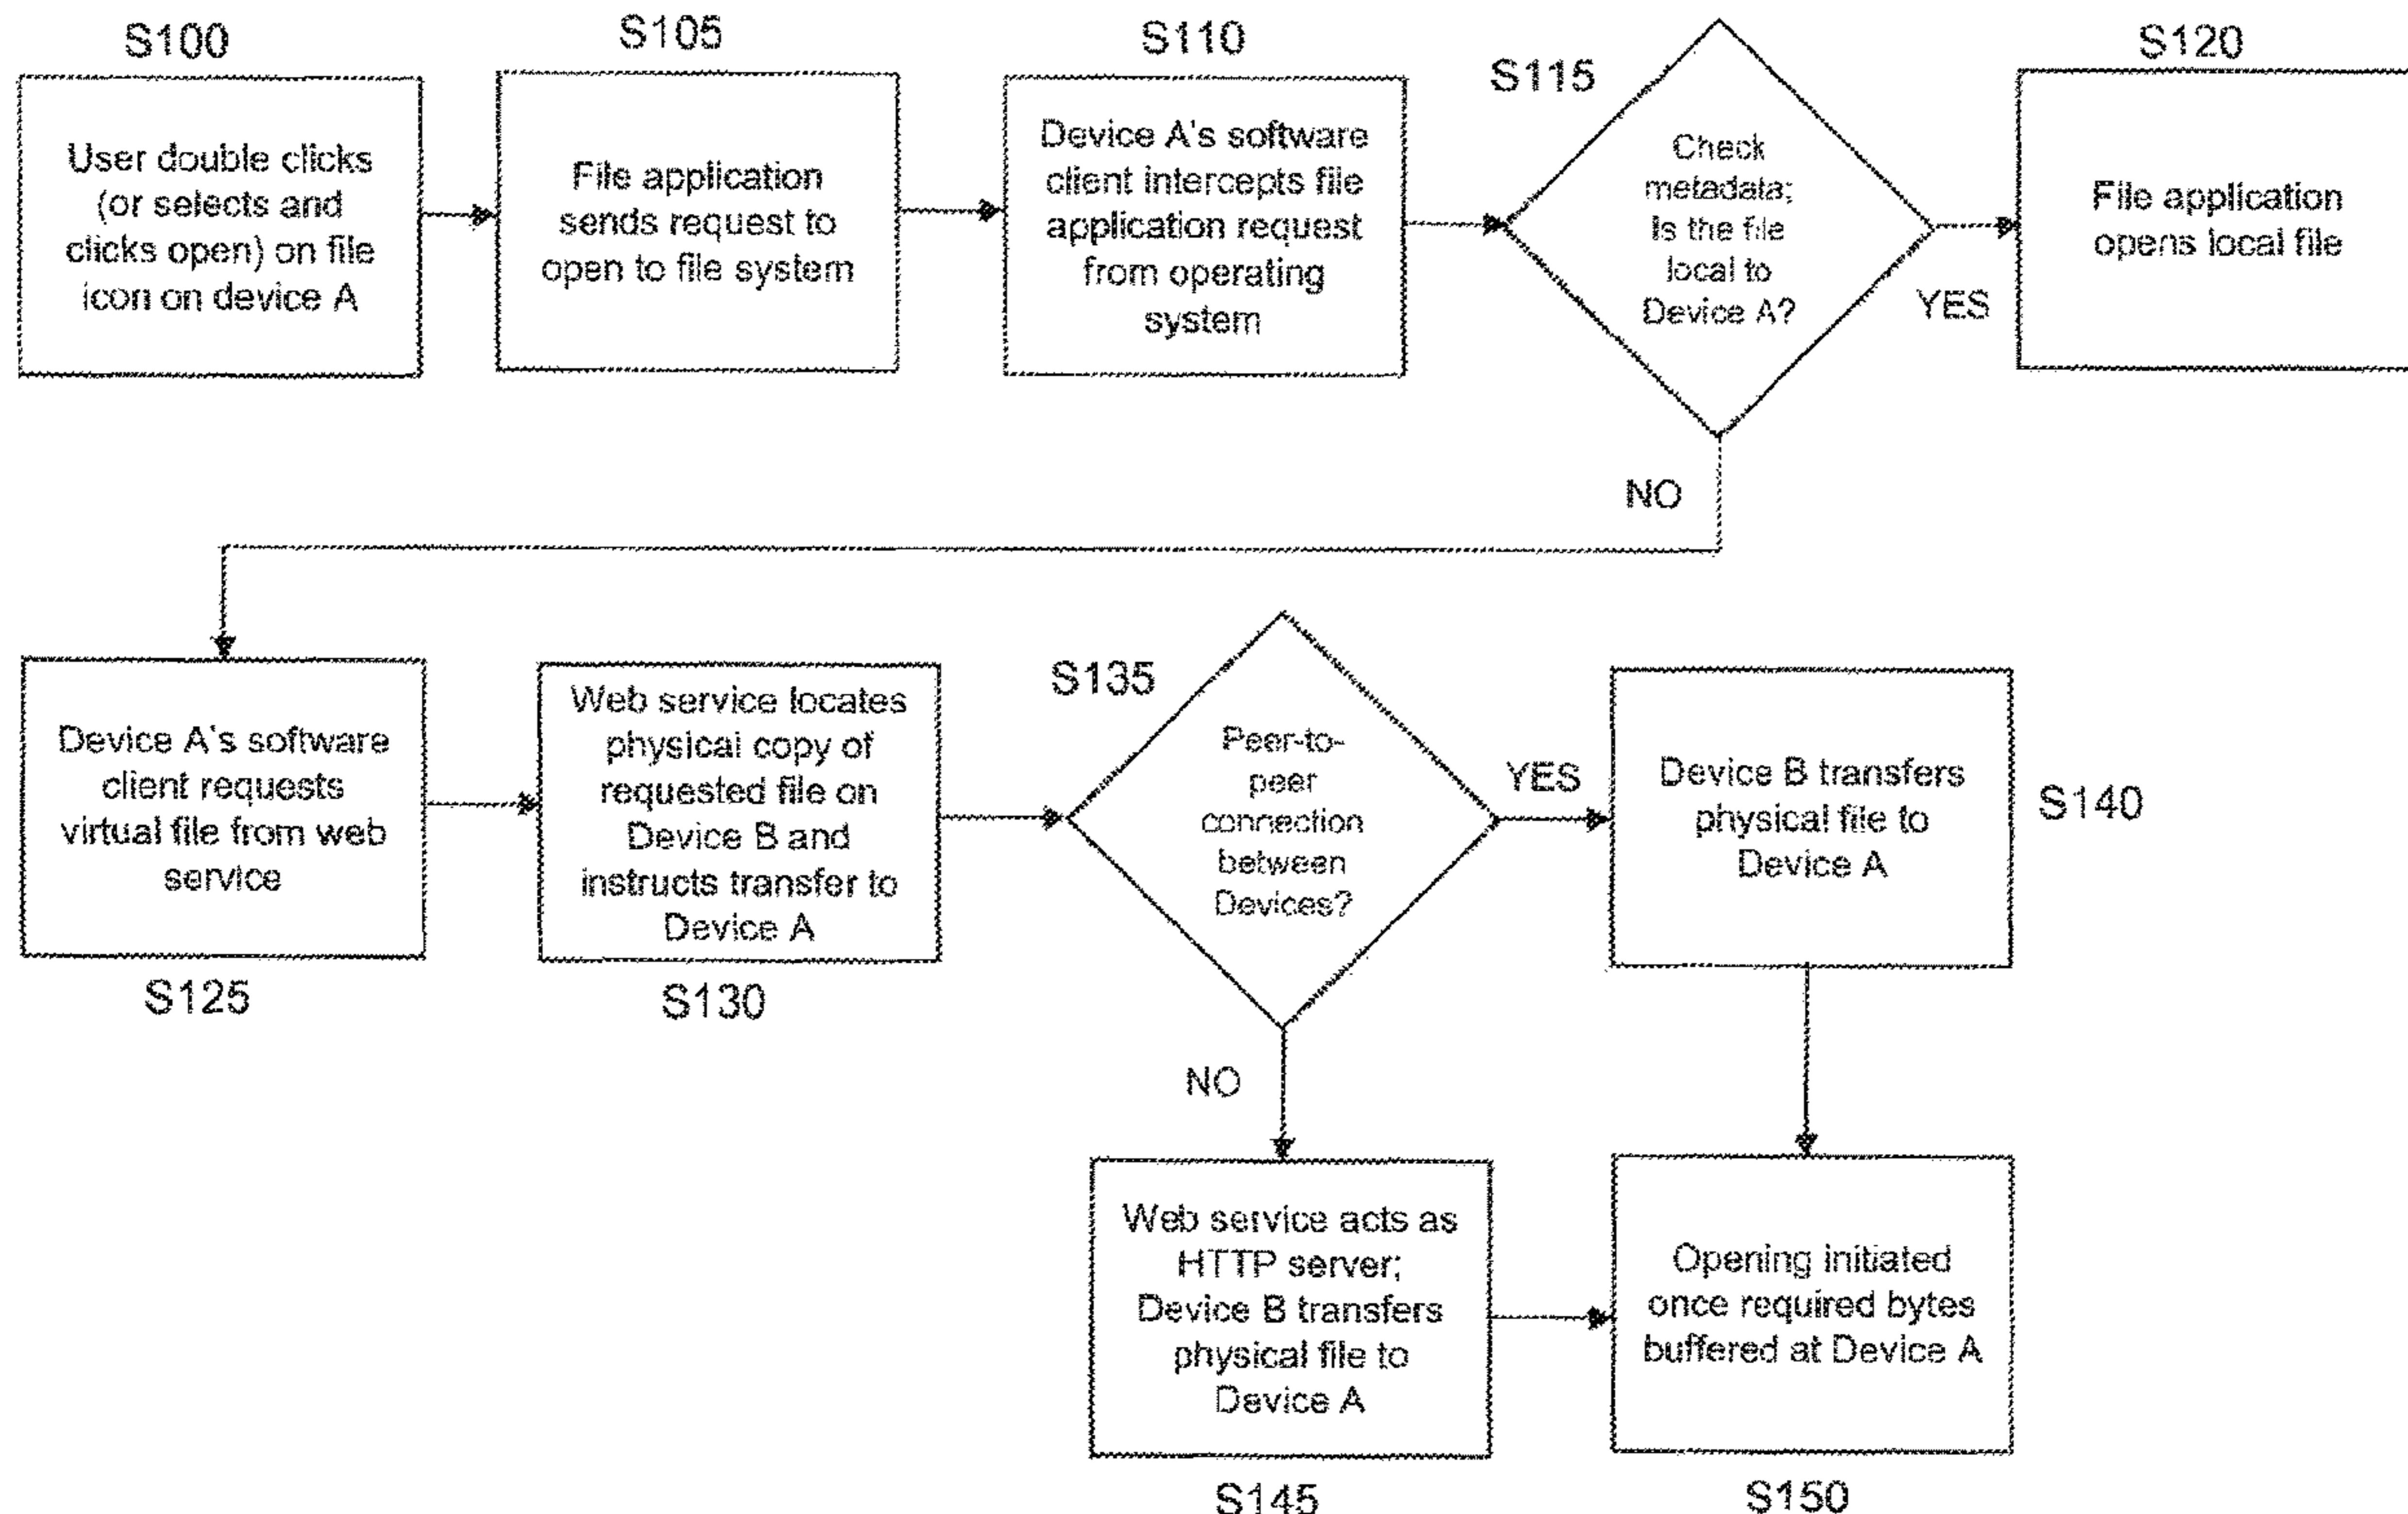 S100
User double clicks
(or selects and
clicks open) on file
icon on device A
S105
File application
sends request to
open to file system
S110
Device A's software
client intercepts file
application request
from operating
system
S115
Check
metadata;
Is the file
local to
Device A?
YES
NO
S120
File application
opens local file
Device A's software
client requests
virtual file from web
service
S125
Web service locates
physical copy of
requested file on
Device B and
instructs transfer to
Device A
S130
S135
Peer-to-
peer
connection
between
Devices?
YES
NO
Device B transfers
physical file to
Device A
S140
Web service acts as
HTTP server;
Device B transfers
physical file to
Device A
S145
Opening initiated
once required bytes
buffered at Device A
S150